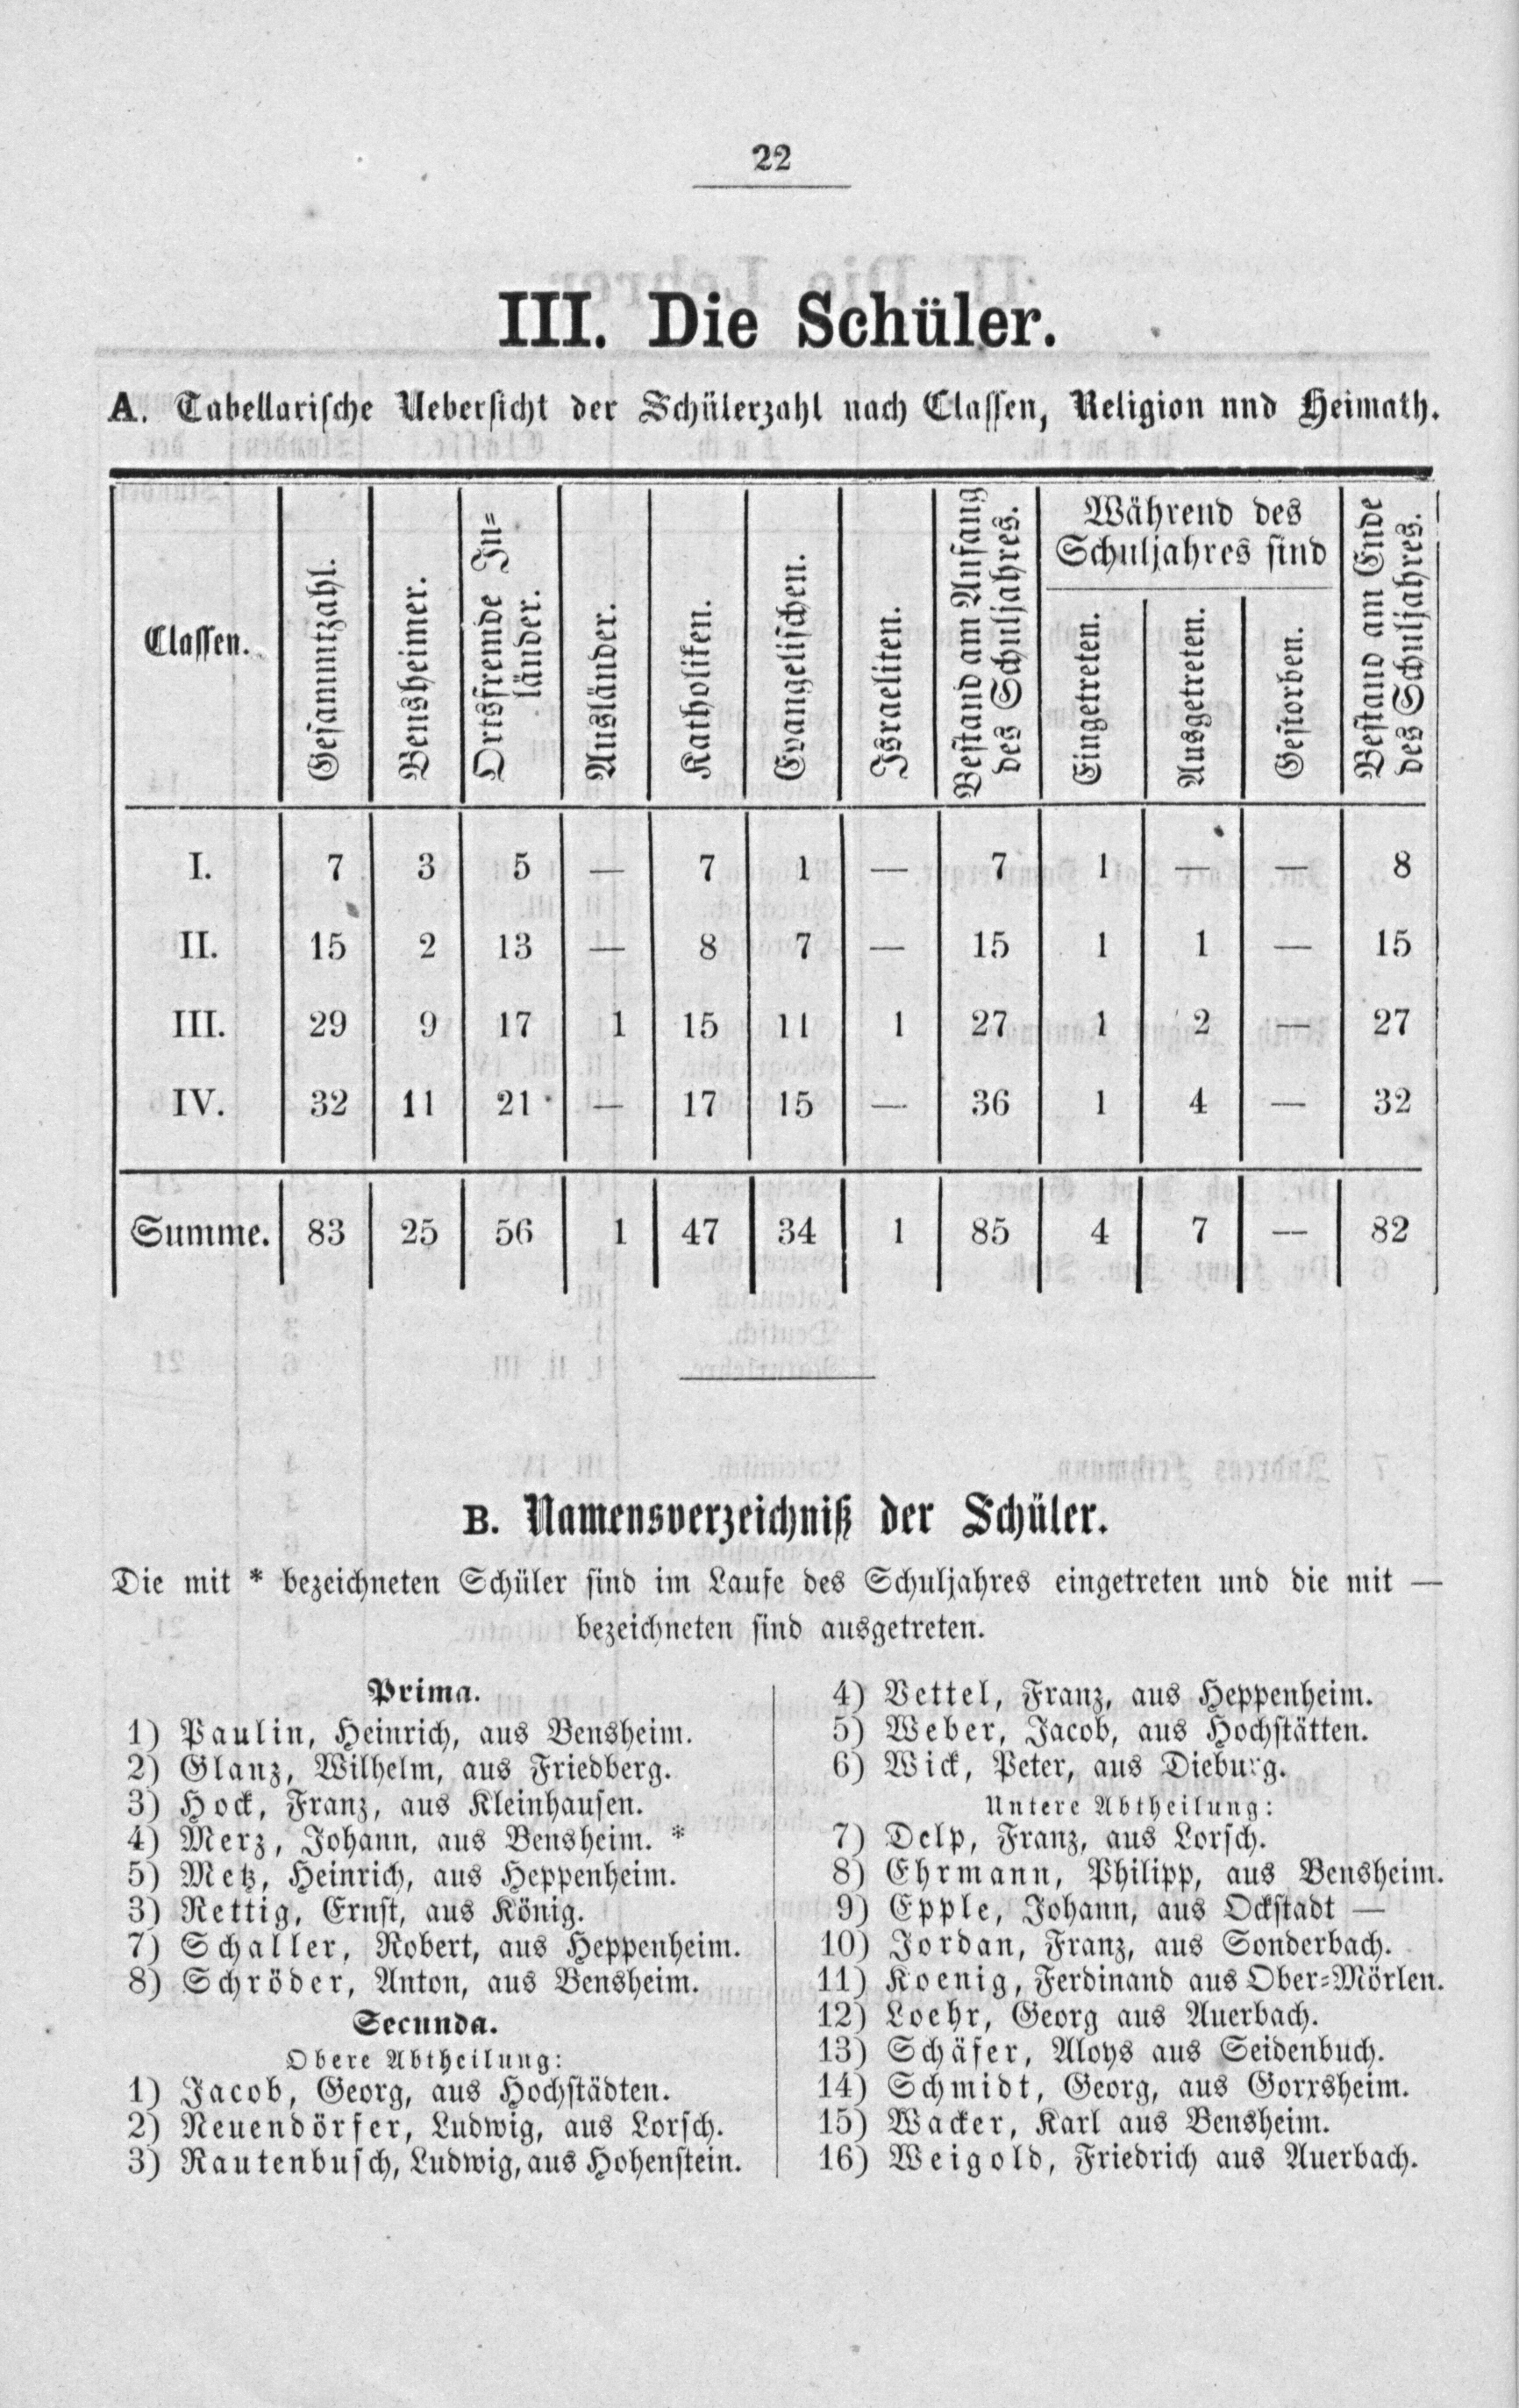 22
III. Die Schüler.
A. Tabellarische Uebersicht der Schülerzahl nach Classen, Religion und Heimath.
Classen. Gesammtzahl. Bensheimer. Ortsfremde Inländer. Ausländer. Katholiken. Evangelischen. Israeliten. Bestand am Anfang des Schuljahres. Während des Schuljahres sind Eingetreten. Ausgetreten. Gestorben. Bestand am Ende des Schuljahres.
I. 7 3 5 — 7 1 — 7 1 — — 8
II. 15 2 13 — 8 7 — 15 1 1 — 15
III. 29 9 17 1 15 11 1 27 1 2 — 27
IV. 32 11 21 — 17 15 — 36 1 4 — 32
Summe. 83 25 56 1 47 34 1 85 4 7 — 82
B. Namensverzeichniß der Schüler.
Die mit * bezeichneten Schüler sind im Laufe des Schuljahres eingetreten und die mit —
bezeichneten sind ausgetreten.
Prima.
1) Paulin, Heinrich, aus Bensheim.
2) Glanz, Wilhelm, aus Friedberg.
3) Hock, Franz, aus Kleinhausen.
4) Merz, Johann, aus Bensheim. *
5) Metz, Heinrich, aus Heppenheim.
3) Rettig, Ernst, aus König.
7) Schaller, Robert, aus Heppenheim.
8) Schröder, Anton, aus Bensheim.
Secunda.
Obere Abtheilung:
1) Jacob, Georg, aus Hochstädten.
2) Neuendörfer, Ludwig, aus Lorsch.
3) Rautenbusch, Ludwig, aus Hohenstein.
4) Vettel, Franz, aus Heppenheim.
5) Weber, Jacob, aus Hochstätten.
6) Wick, Peter, aus Dieburg.
Untere Abtheilung:
7) Delp, Franz, aus Lorsch.
8) Ehrmann, Philipp, aus Bensheim.
9) Epple, Johann, aus Ockstadt —
10) Jordan, Franz, aus Sonderbach.
11) Koenig, Ferdinand aus Ober-Mörlen.
12) Loehr, Georg aus Auerbach.
13) Schäfer, Aloys aus Seidenbuch.
14) Schmidt, Georg, aus Gorxsheim.
15) Wacker, Karl aus Bensheim.
16) Weigold, Friedrich aus Auerbach.